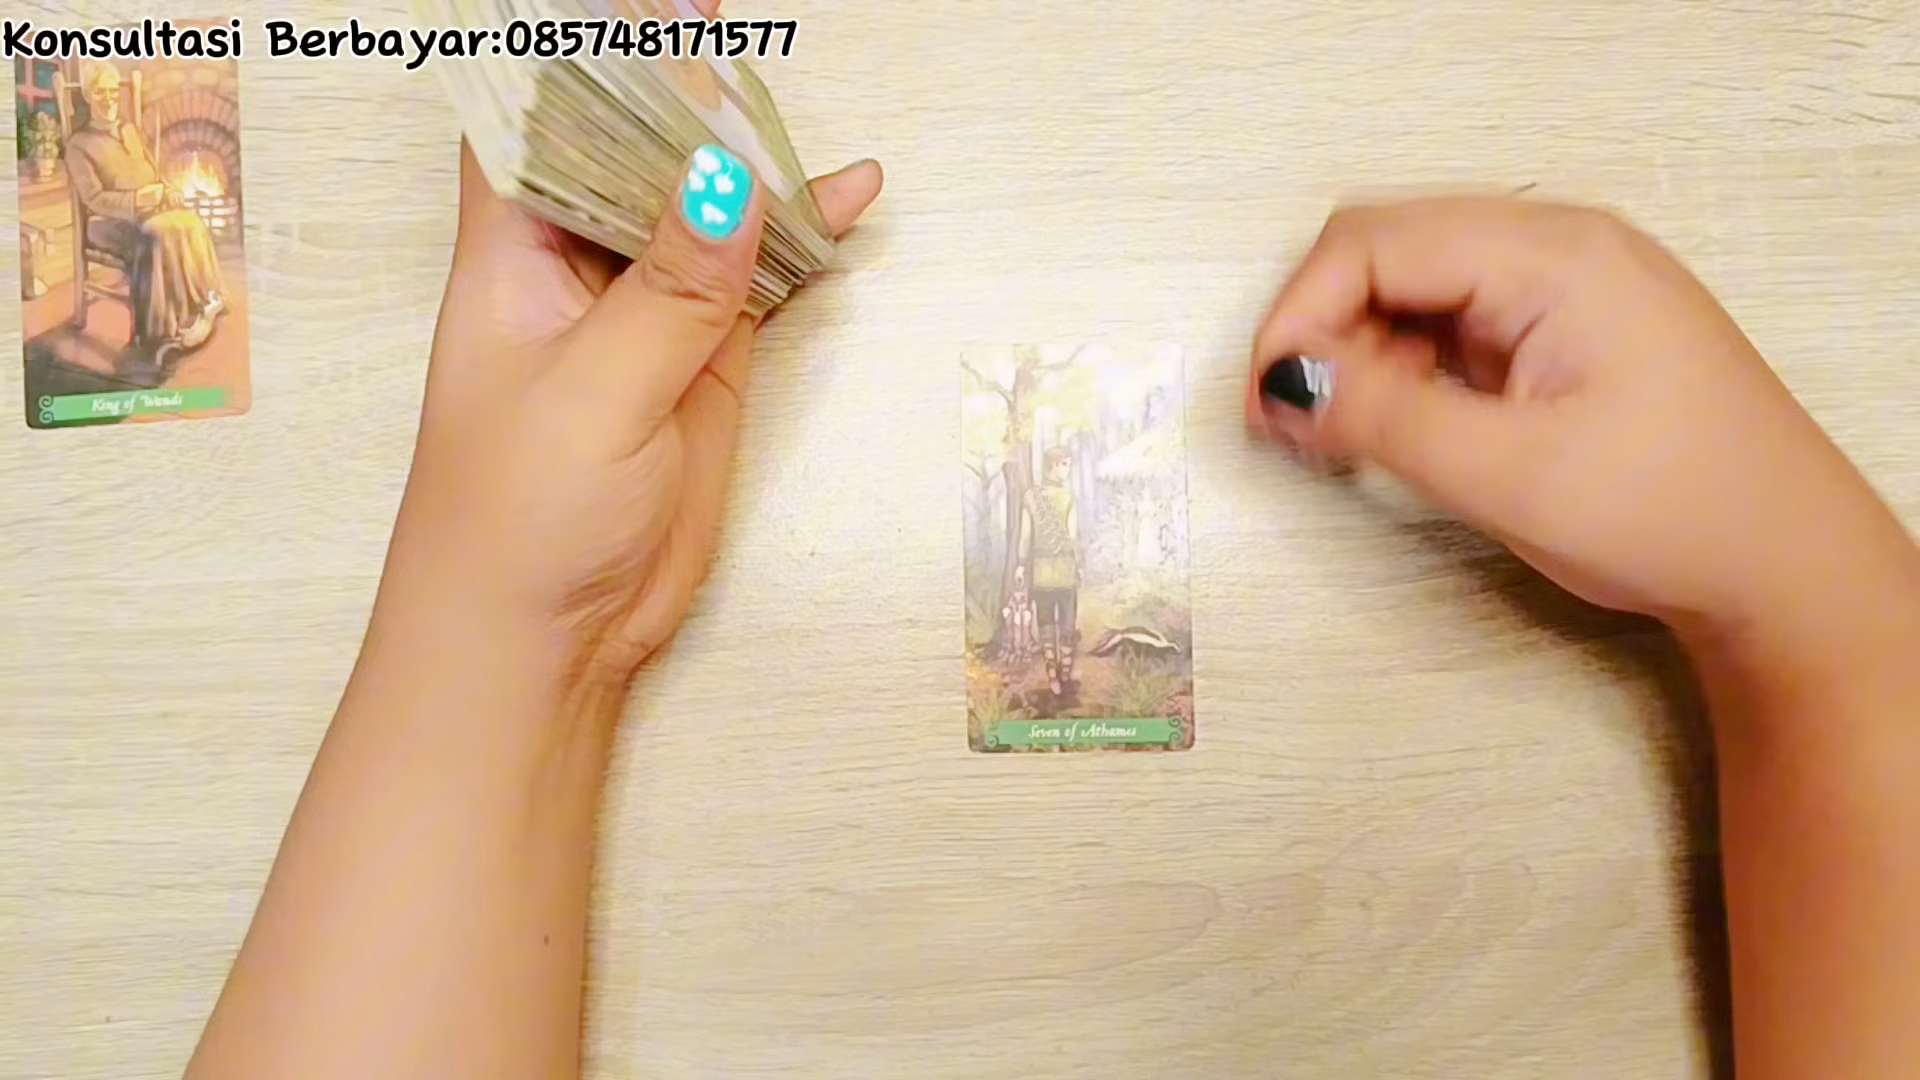 Konsultasi Berbayar:085748171577
King of Wands
Seven of Athames